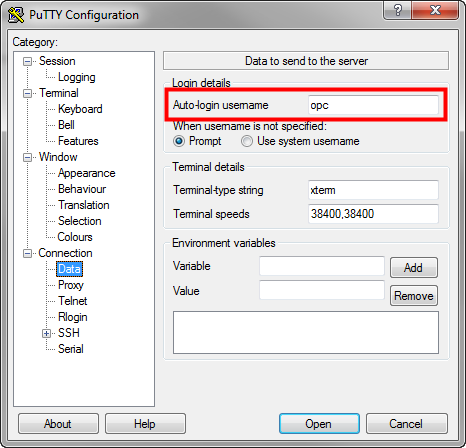 PuTTY Configuration
Category:
Session
Logging
Terminal
Keyboard
Bell
Features
Window
Appearance
Behaviour
Translation
Selection
Colours
Connection
Data
Proxy
Telnet
Rlogin
SSH
Serial
Data to send to the server
Login details
Auto-login username opc
When username is not specified:
Prompt Use system username
Terminal details
Terminal-type string xterm
Terminal speeds 38400,38400
Environment variables
Variable Add
Value Remove
About Help Open Cancel